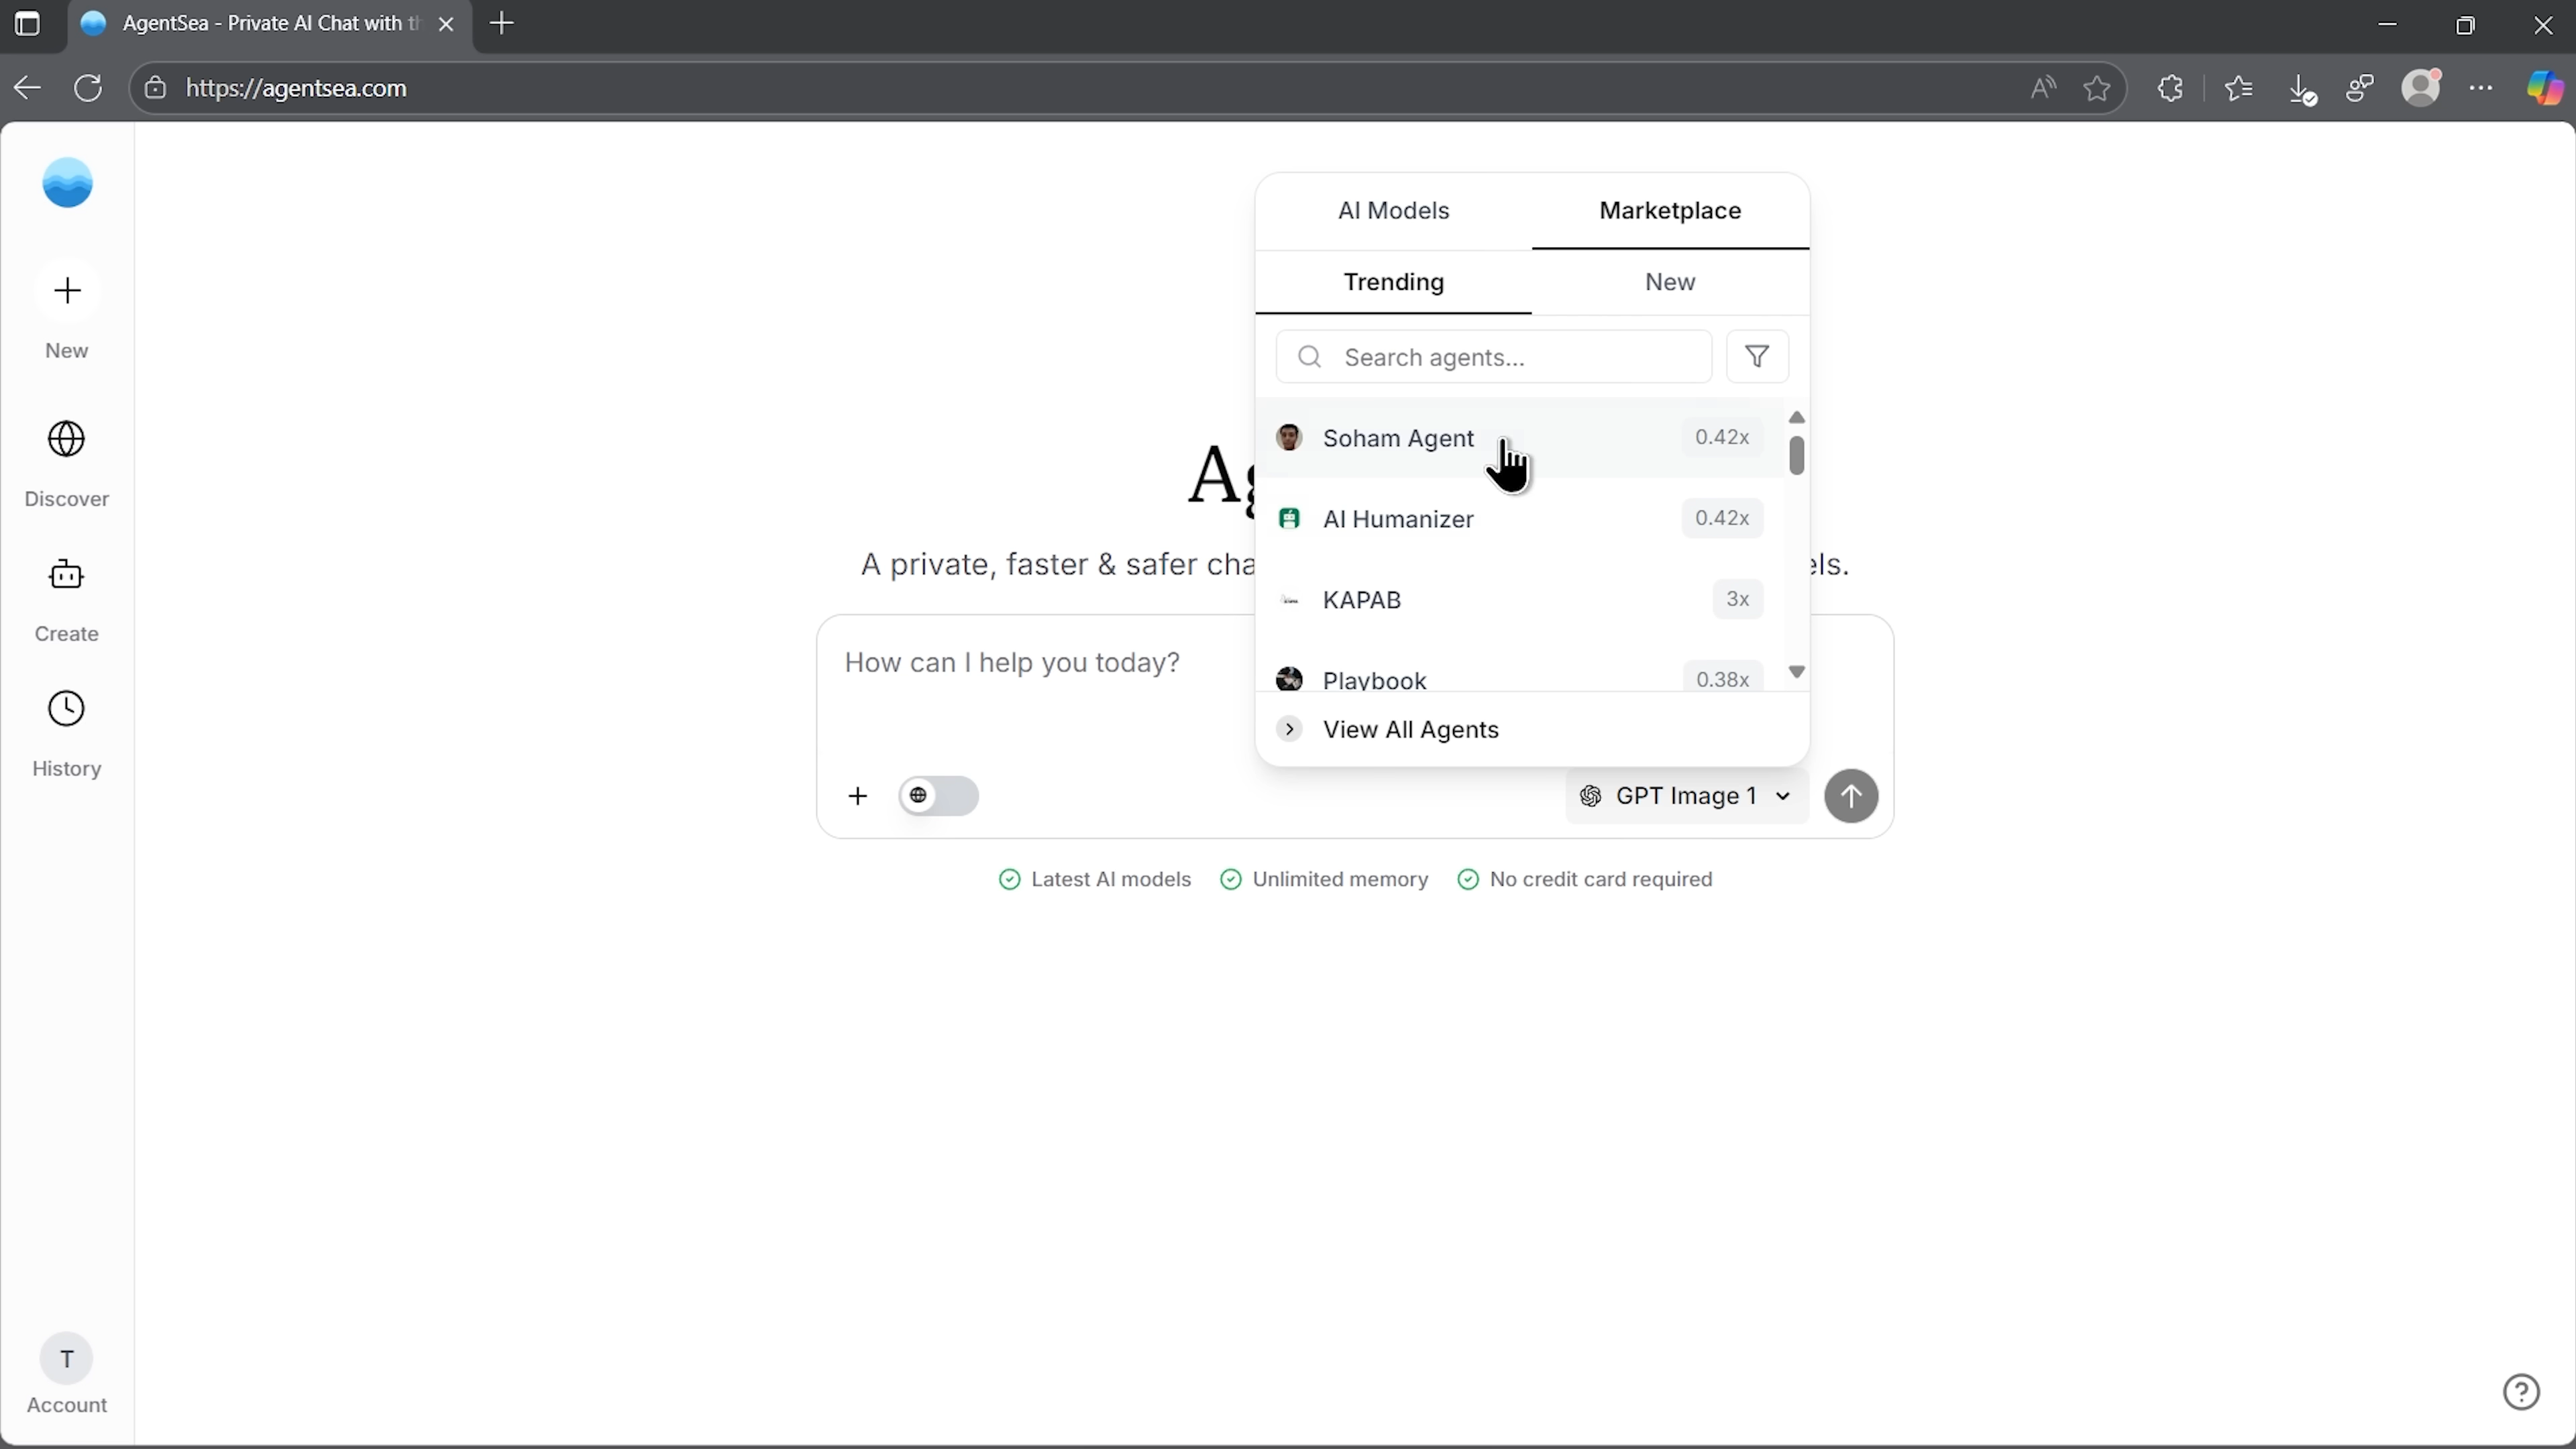 AgentSea - Private AI Chat with th
https://agentsea.com
New
Discover
Create
History
T
Account
AI Models
Marketplace
Trending
New
Search agents...
Soham Agent
0.42x
AI Humanizer
0.42x
KAPAB
3x
Playbook
0.38x
View All Agents
Ag
A private, faster & safer cha
els.
How can I help you today?
GPT Image 1
Latest AI models
Unlimited memory
No credit card required